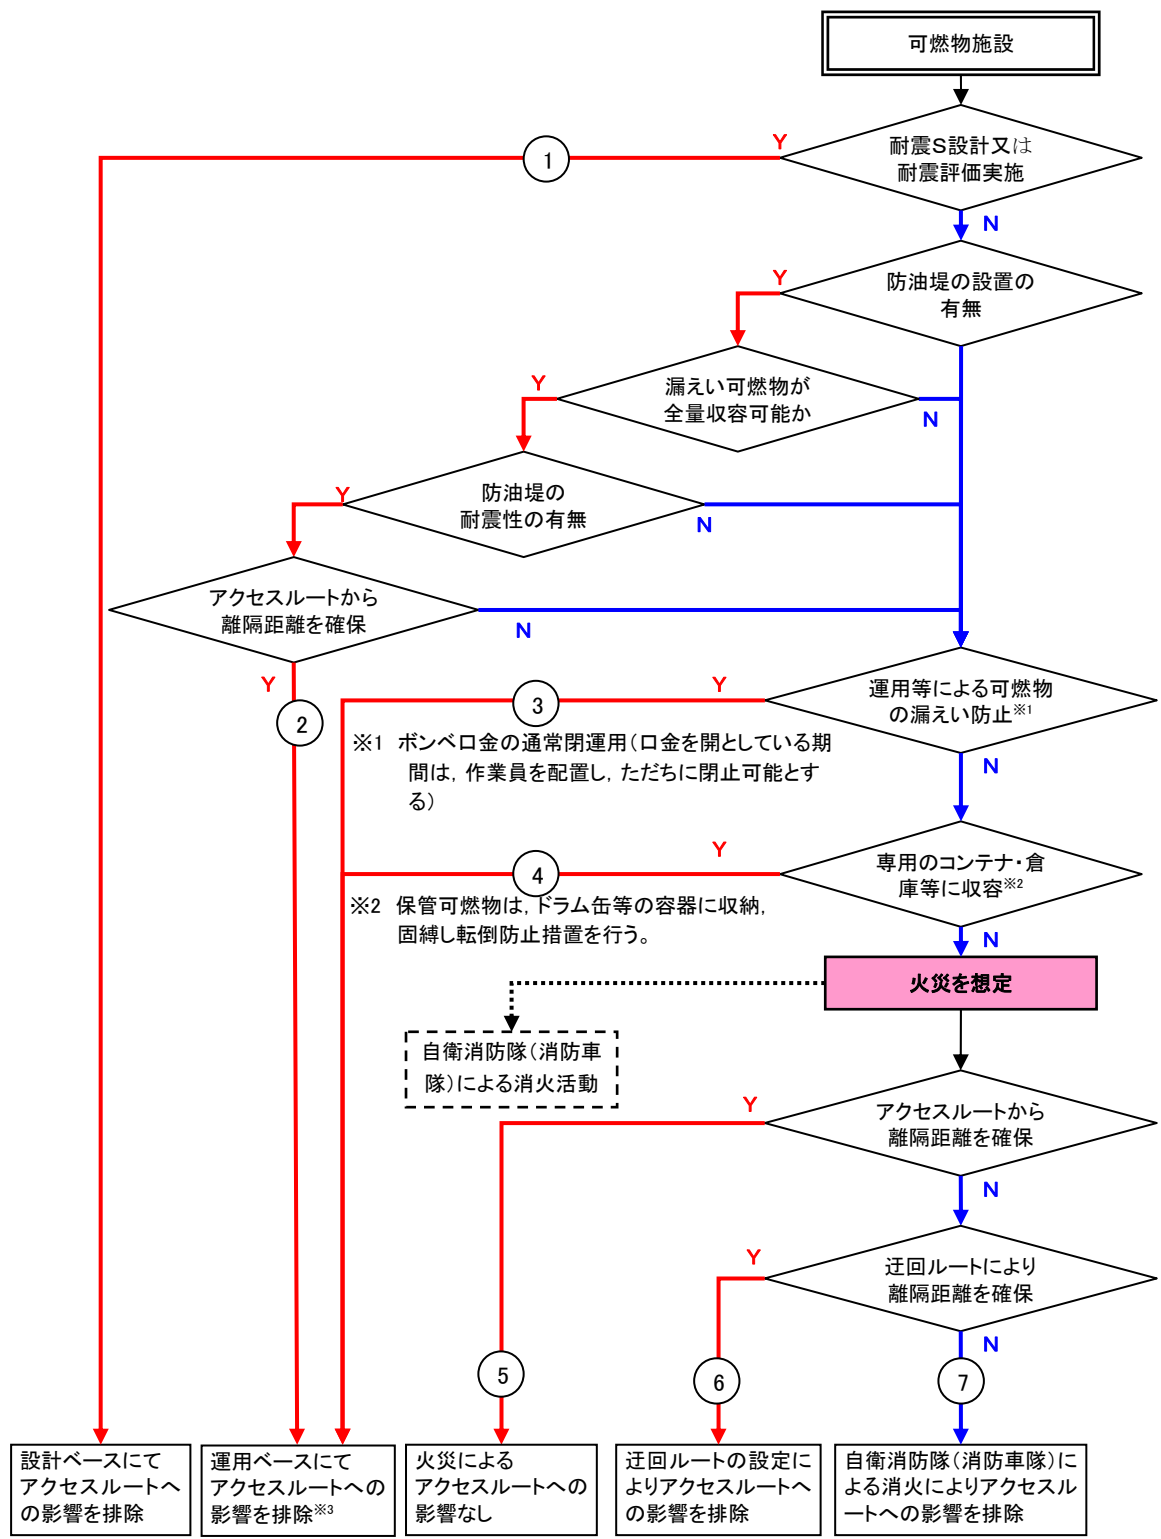 可燃物施設
耐震S設計又は
耐震評価実施
Y
1
N
防油堤の設置の
有無
Y
漏えい可燃物が
全量収容可能か
Y
N
防油堤の
耐震性の有無
Y
N
アクセスルートから
離隔距離を確保
N
Y
2
運用等による可燃物
の漏えい防止※1
Y
3
※1 ボンベ口金の通常閉運用(口金を開としている期
間は，作業員を配置し，ただちに閉止可能とす
る)
N
専用のコンテナ・倉
庫等に収容※2
Y
4
※2 保管可燃物は，ドラム缶等の容器に収納，
固縛し転倒防止措置を行う。
N
火災を想定
自衛消防隊(消防車
隊)による消火活動
アクセスルートから
離隔距離を確保
Y
N
迂回ルートにより
離隔距離を確保
Y
N
5
6
7
設計ベースにて
アクセスルートへ
の影響を排除
運用ベースにて
アクセスルートへの
影響を排除※3
火災による
アクセスルートへの
影響なし
迂回ルートの設定に
よりアクセスルートへ
の影響を排除
自衛消防隊(消防車隊)に
よる消火によりアクセスル
ートへの影響を排除